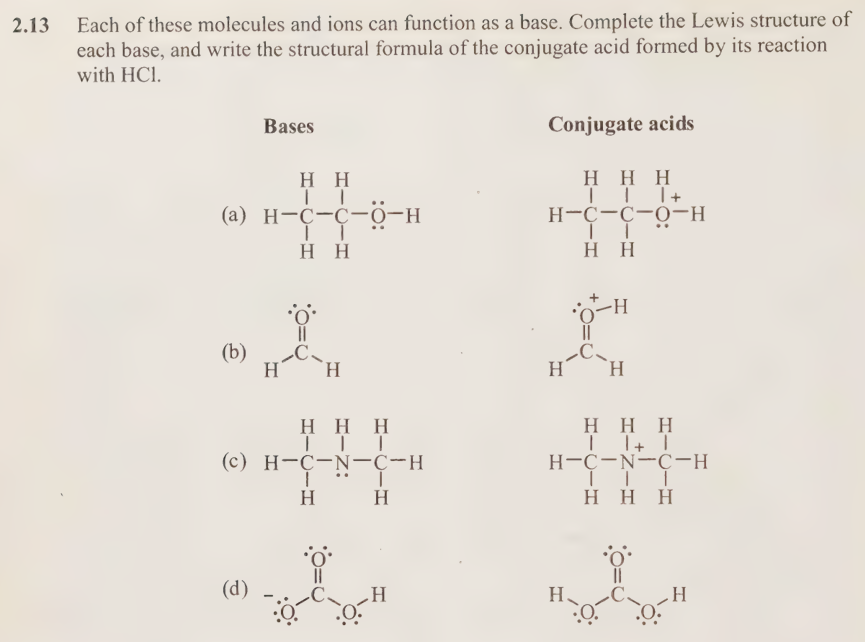 2.13 Each of these molecules and ions can function as a base. Complete the Lewis structure of
each base, and write the structural formula of the conjugate acid formed by its reaction
with HCl.
Bases Conjugate acids
H H H H H
(a) H−C−C−Ö−H H−C−C−O−H
+
H H H H
O O−H
+
(b) C C
H H H H
H H H H H H
(c) H−C−N−C−H H−C−N−C−H
+
H H H H H
O O
(d) − C H H C H
O O O O